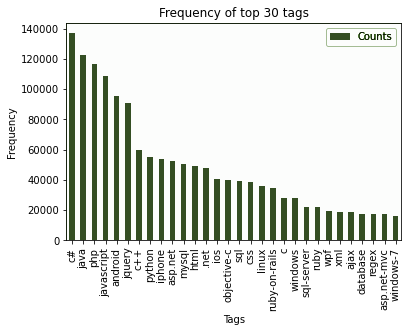 Frequency of top 30 tags
Counts
Frequency
140000
120000
100000
80000
60000
40000
20000
0
c#
java
php
javascript
android
jquery
c++
python
iphone
asp.net
mysql
html
.net
ios
objective-c
sql
css
linux
ruby-on-rails
c
windows
sql-server
ruby
wpf
xml
ajax
database
regex
asp.net-mvc
windows-7
Tags